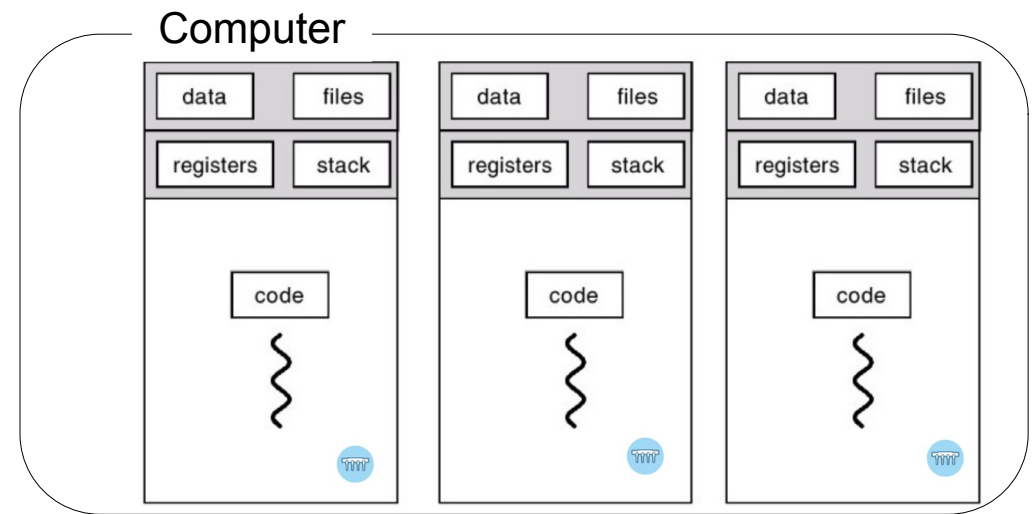 Computer
data files data files data files
registers stack registers stack registers stack
code code code